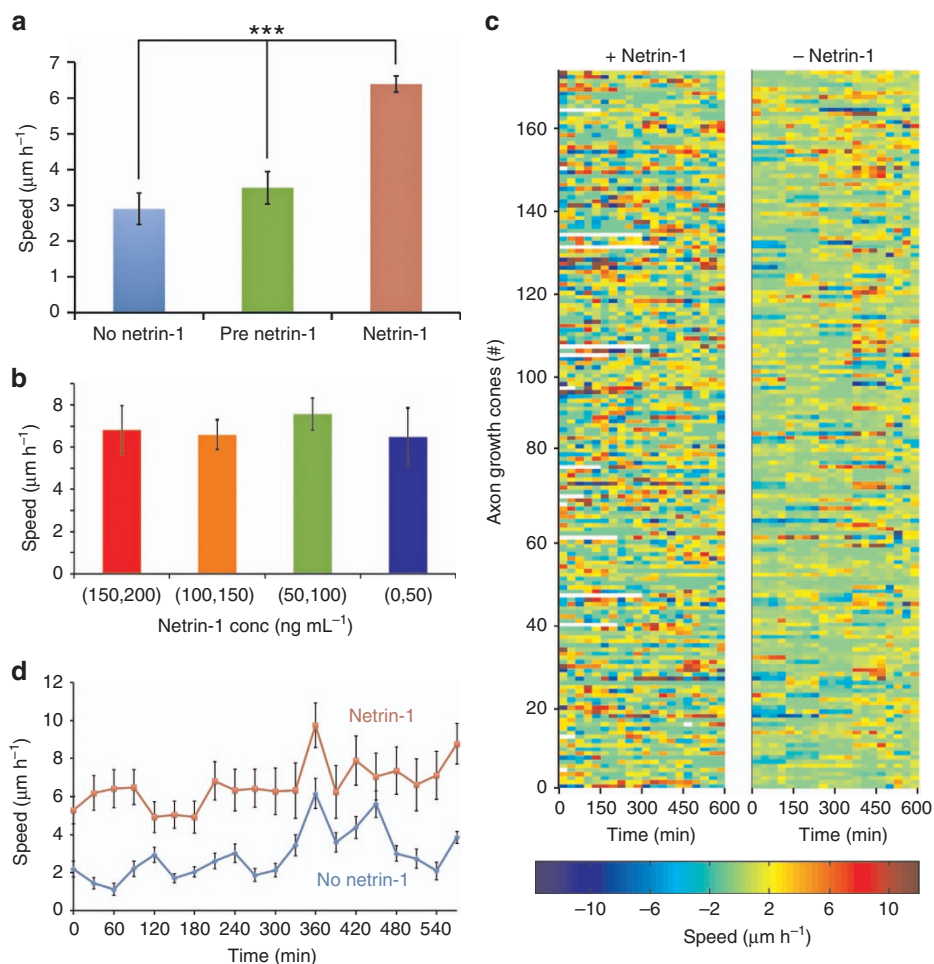 a
***
7
6
5
4
3
2
1
0
Speed (µm h⁻¹)
No netrin-1 Pre netrin-1 Netrin-1
b
8
6
4
2
0
Speed (µm h⁻¹)
(150,200) (100,150) (50,100) (0,50)
Netrin-1 conc (ng mL⁻¹)
c
+ Netrin-1 – Netrin-1
160
140
120
100
80
60
40
20
0
Axon growth cones (#)
0 150 300 450 600 0 150 300 450 600
Time (min) Time (min)
–10 –6 –2 2 6 10
Speed (µm h⁻¹)
d
12
10
8
6
4
2
0
Speed (µm h⁻¹)
Netrin-1
No netrin-1
0 60 120 180 240 300 360 420 480 540
Time (min)